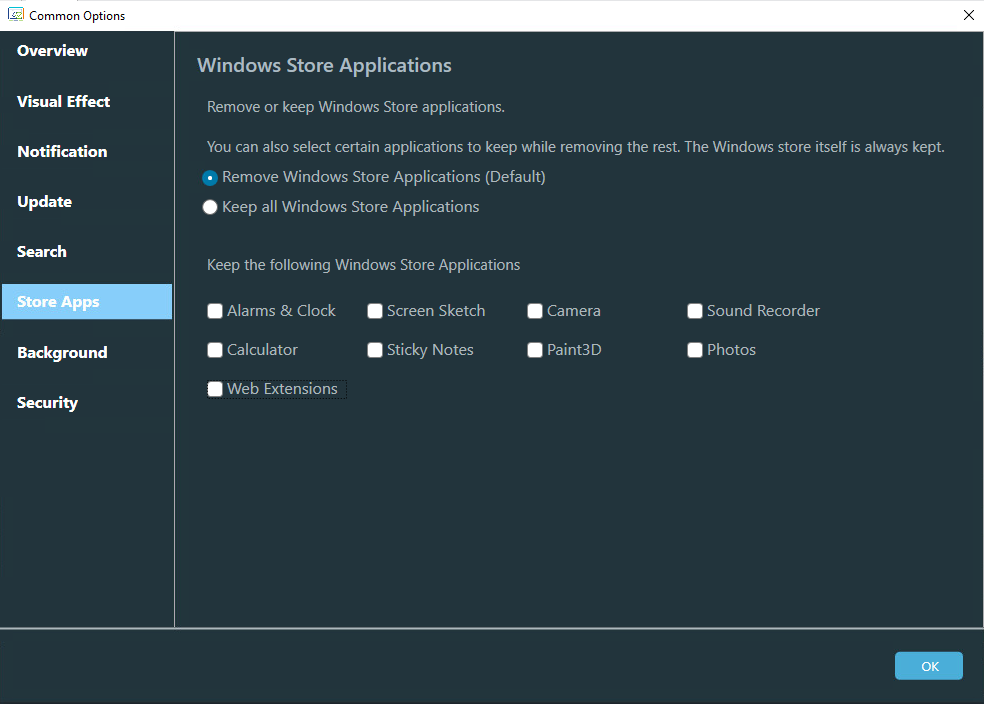 Common Options
Overview
Visual Effect
Notification
Update
Search
Store Apps
Background
Security
Windows Store Applications
Remove or keep Windows Store applications.
You can also select certain applications to keep while removing the rest. The Windows store itself is always kept.
Remove Windows Store Applications (Default)
Keep all Windows Store Applications
Keep the following Windows Store Applications
Alarms & Clock Screen Sketch Camera Sound Recorder
Calculator Sticky Notes Paint3D Photos
Web Extensions
OK